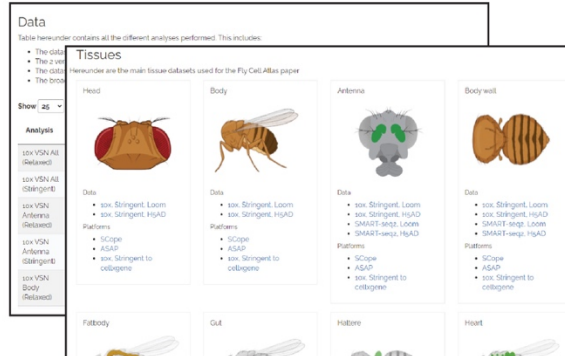 Data
Table hereunder contains all the different analyses performed. This includes:
The data
The 2 ver
The data
The broa
Show 25
Analysis
10x VSN All
(Relaxed)
10x VSN All
(Stringent)
10x VSN
Antenna
(Relaxed)
10x VSN
Antenna
(Stringent)
10x VSN
Body
(Relaxed)
Tissues
Hereunder are the main tissue datasets used for the Fly Cell Atlas paper
Head
Data
10x, Stringent, Loom
10x, Stringent, H5AD
Platforms
SCope
ASAP
10x, Stringent to
cellxgene
Body
Data
10x, Stringent, Loom
10x, Stringent, H5AD
Platforms
SCope
ASAP
10x, Stringent to
cellxgene
Antenna
Data
10x, Stringent, Loom
10x, Stringent, H5AD
SMART-seq2, Loom
SMART-seq2, H5AD
Platforms
SCope
ASAP
10x, Stringent to
cellxgene
Body wall
Data
10x, Stringent, Loom
10x, Stringent, H5AD
SMART-seq2, Loom
SMART-seq2, H5AD
Platforms
SCope
ASAP
10x, Stringent to
cellxgene
Fatbody
Gut
Haltere
Heart